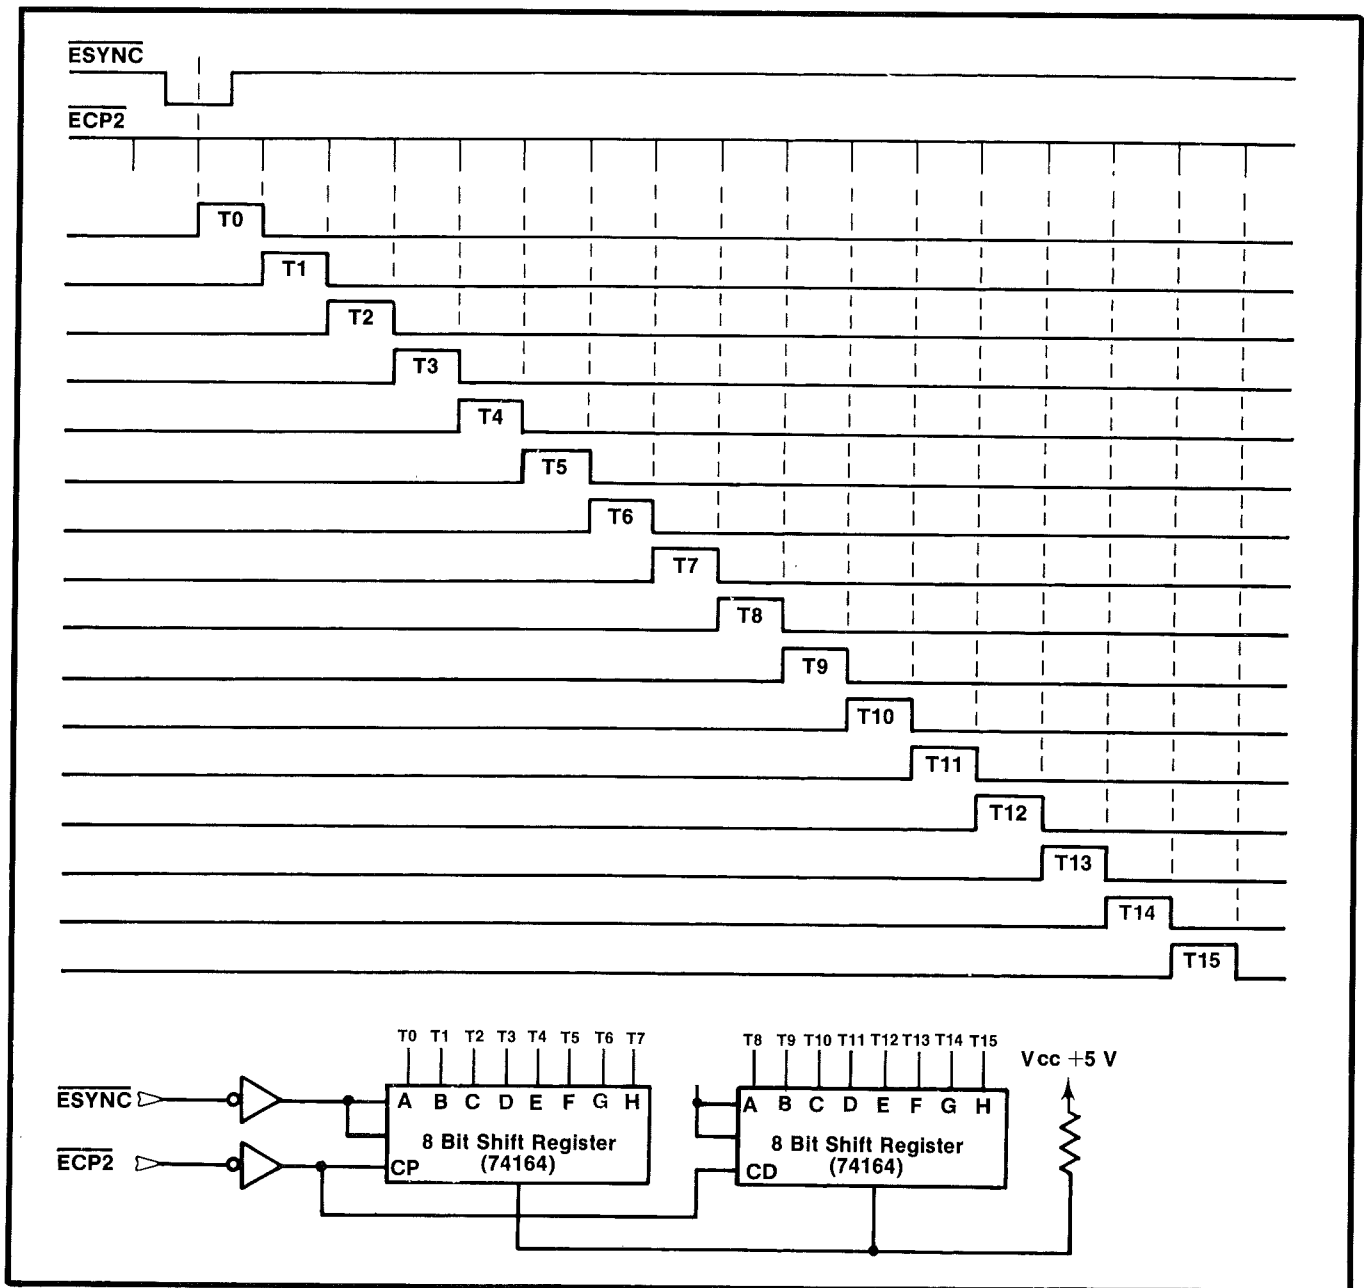 ESYNC
ECP2
T0
T1
T2
T3
T4
T5
T6
T7
T8
T9
T10
T11
T12
T13
T14
T15
T0 T1 T2 T3 T4 T5 T6 T7
T8 T9 T10 T11 T12 T13 T14 T15
Vcc +5 V
ESYNC
A B C D E F G H
A B C D E F G H
8 Bit Shift Register
(74164)
8 Bit Shift Register
(74164)
ECP2
CP
CD